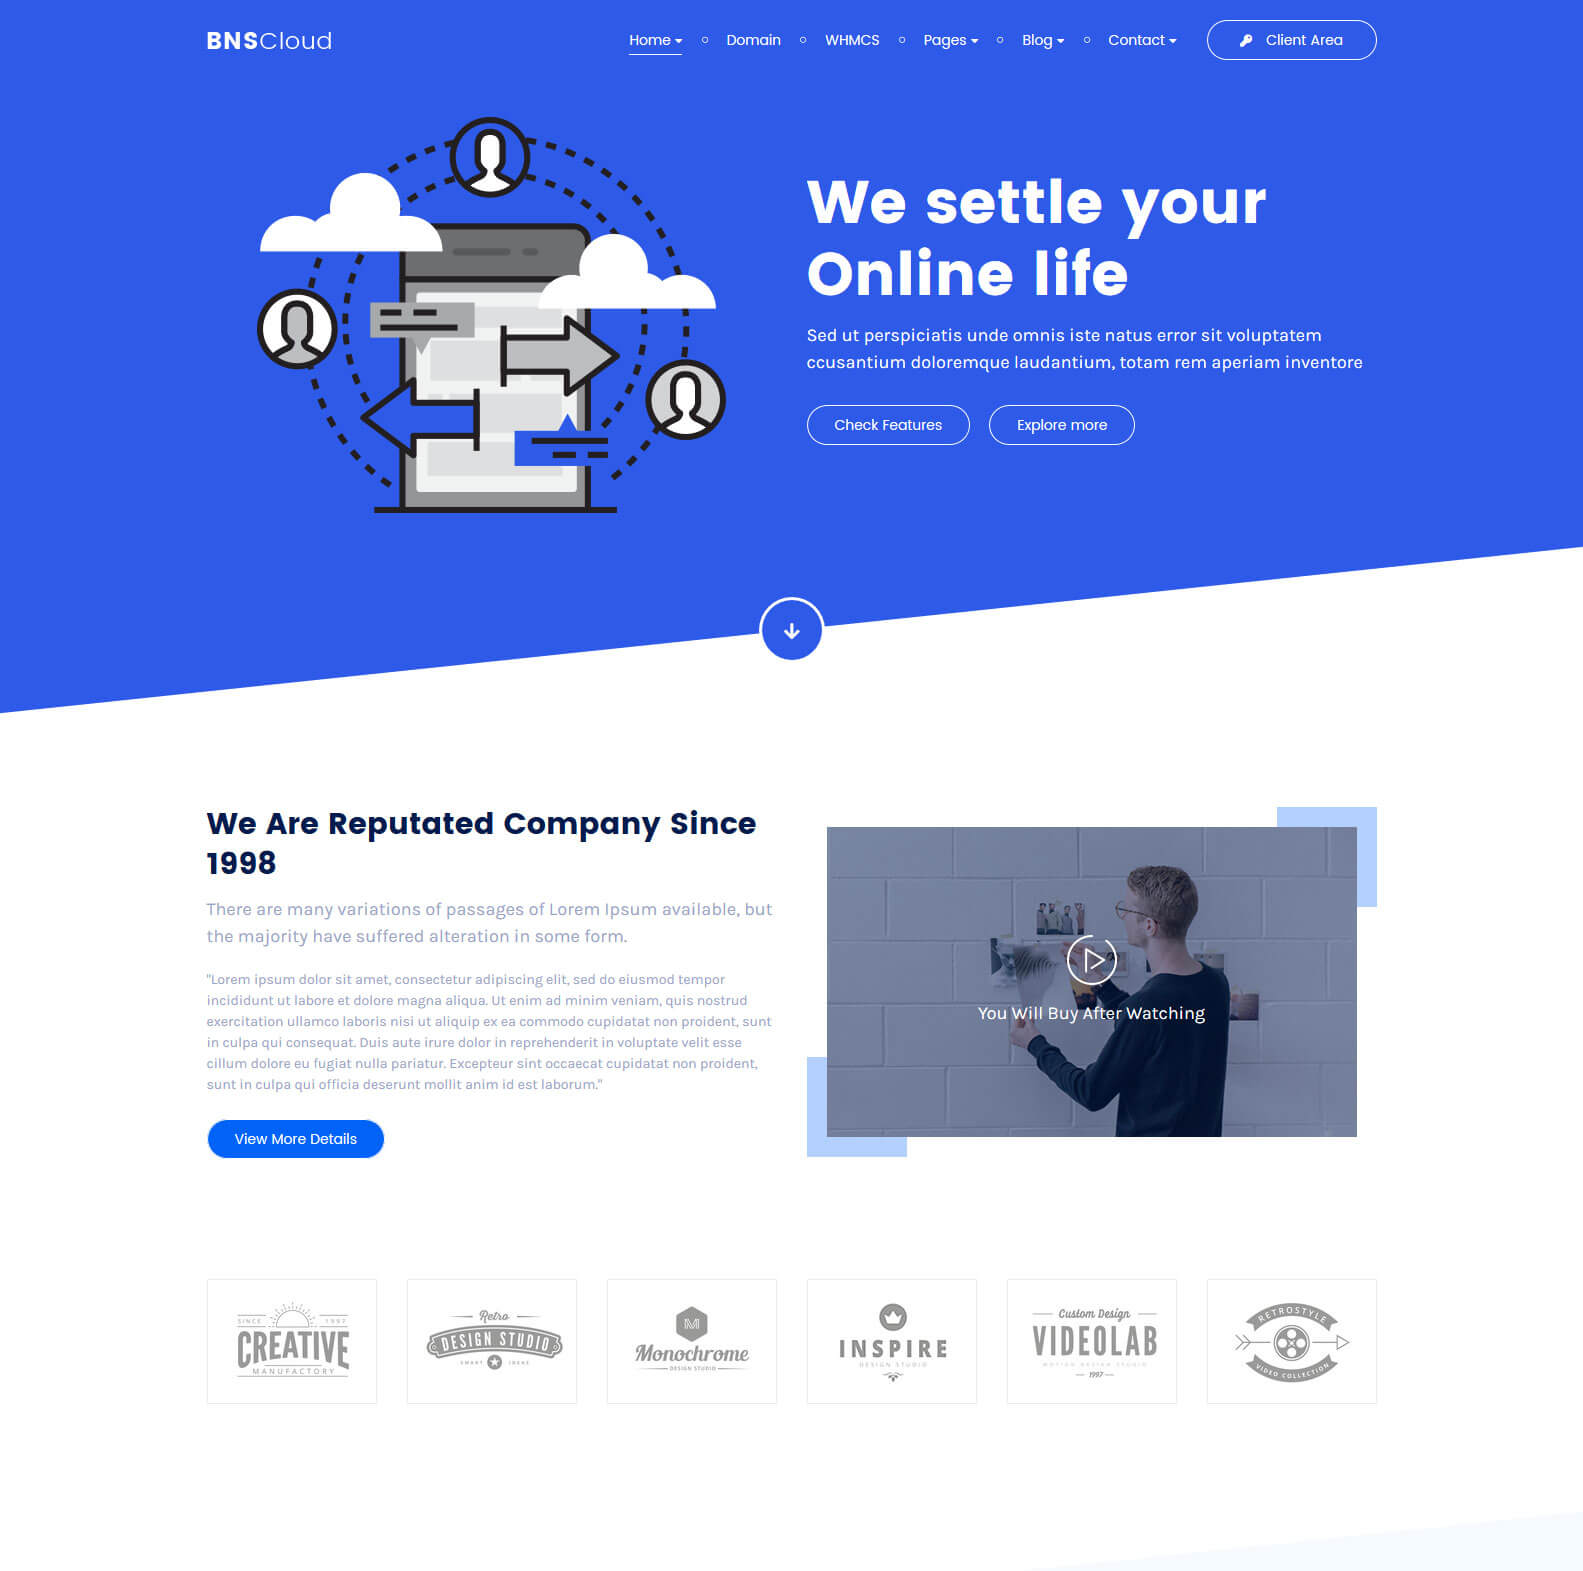 BNSCloud
Home
Domain
WHMCS
Pages
Blog
Contact
Client Area
We settle your
Online life
Sed ut perspiciatis unde omnis iste natus error sit voluptatem
ccusantium doloremque laudantium, totam rem aperiam inventore
Check Features
Explore more
We Are Reputated Company Since
1998
There are many variations of passages of Lorem Ipsum available, but
the majority have suffered alteration in some form.
"Lorem ipsum dolor sit amet, consectetur adipiscing elit, sed do eiusmod tempor
incididunt ut labore et dolore magna aliqua. Ut enim ad minim veniam, quis nostrud
exercitation ullamco laboris nisi ut aliquip ex ea commodo cupidatat non proident, sunt
in culpa qui consequat. Duis aute irure dolor in reprehenderit in voluptate velit esse
cillum dolore eu fugiat nulla pariatur. Excepteur sint occaecat cupidatat non proident,
sunt in culpa qui officia deserunt mollit anim id est laborum."
View More Details
You Will Buy After Watching
SINCE 1997
CREATIVE
MANUFACTORY
Retro
DESIGN STUDIO
SMART IDEAS
M
Monochrome
DESIGN STUDIO
INSPIRE
DESIGN STUDIO
Custom Design
VIDEOLAB
MOTION DESIGN STUDIO
1997
RETROSTYLE
VIDEO COLLECTION